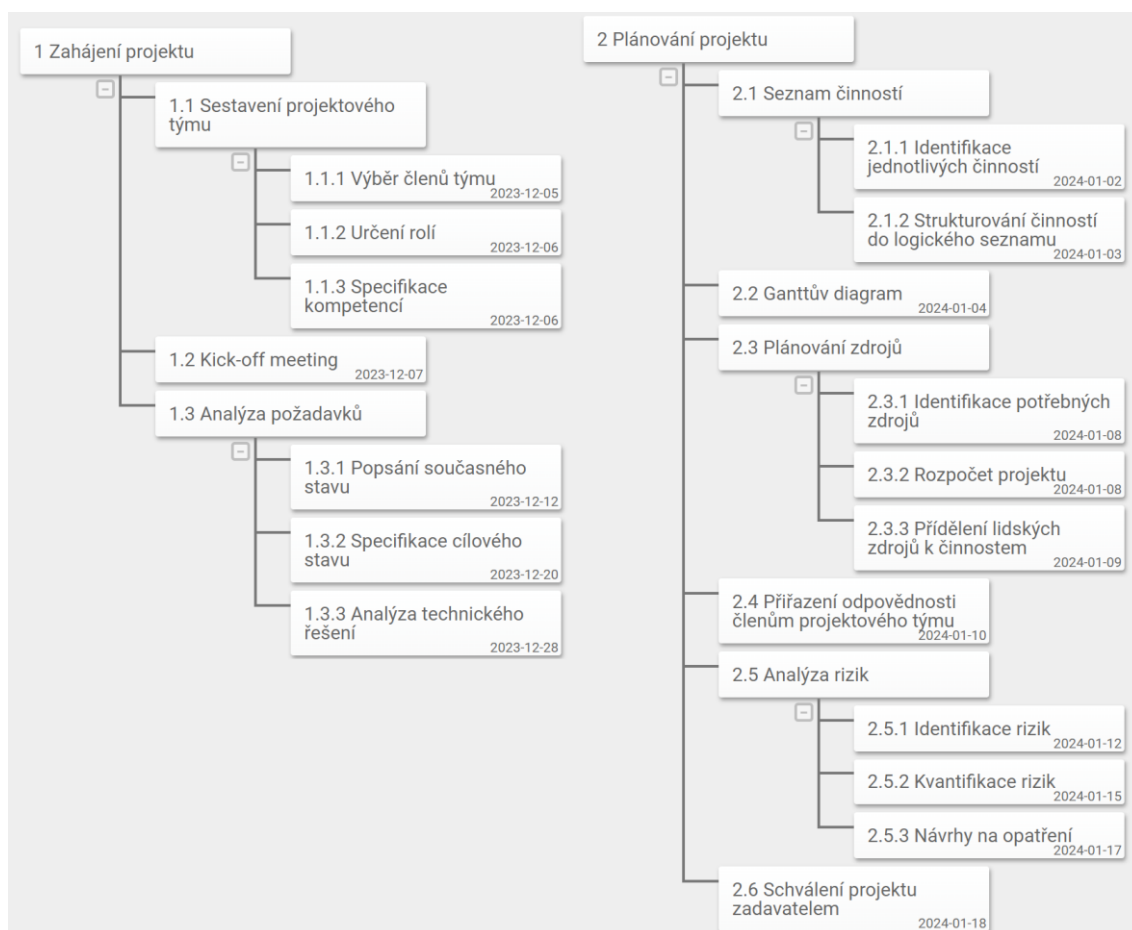 1 Zahájení projektu
1.1 Sestavení projektového
týmu
1.1.1 Výběr členů týmu
2023-12-05
1.1.2 Určení rolí
2023-12-06
1.1.3 Specifikace
kompetencí
2023-12-06
1.2 Kick-off meeting
2023-12-07
1.3 Analýza požadavků
1.3.1 Popsání současného
stavu
2023-12-12
1.3.2 Specifikace cílového
stavu
2023-12-20
1.3.3 Analýza technického
řešení
2023-12-28
2 Plánování projektu
2.1 Seznam činností
2.1.1 Identifikace
jednotlivých činností
2024-01-02
2.1.2 Strukturování činností
do logického seznamu
2024-01-03
2.2 Ganttův diagram
2024-01-04
2.3 Plánování zdrojů
2.3.1 Identifikace potřebných
zdrojů
2024-01-08
2.3.2 Rozpočet projektu
2024-01-08
2.3.3 Přídělení lidských
zdrojů k činnostem
2024-01-09
2.4 Přiřazení odpovědnosti
členům projektového týmu
2024-01-10
2.5 Analýza rizik
2.5.1 Identifikace rizik
2024-01-12
2.5.2 Kvantifikace rizik
2024-01-15
2.5.3 Návrhy na opatření
2024-01-17
2.6 Schválení projektu
zadavatelem
2024-01-18